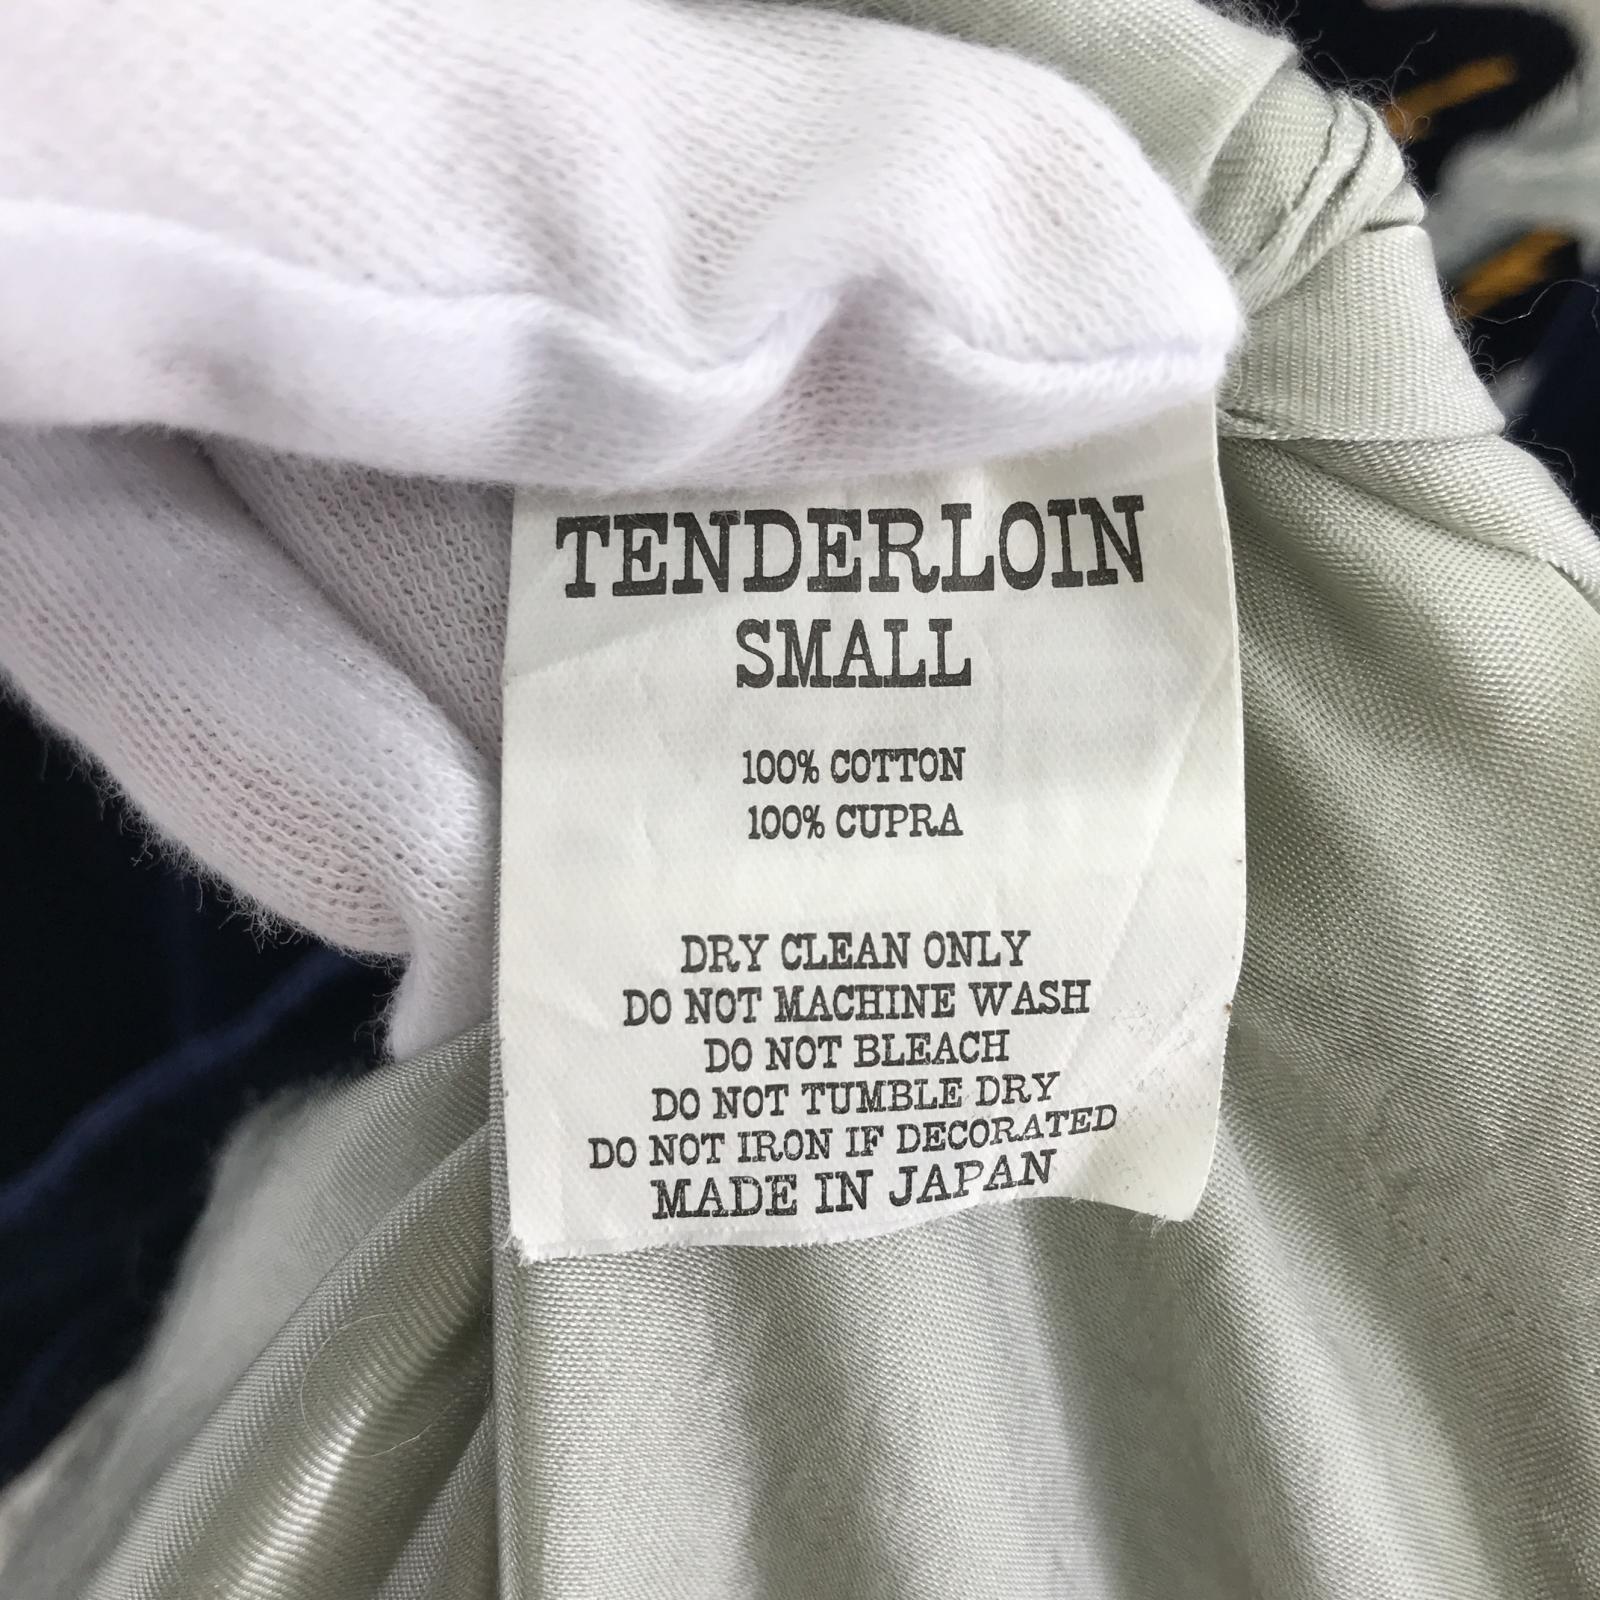 TENDERLOIN
SMALL
100% COTTON
100% CUPRA
DRY CLEAN ONLY
DO NOT MACHINE WASH
DO NOT BLEACH
DO NOT TUMBLE DRY
DO NOT IRON IF DECORATED
MADE IN JAPAN